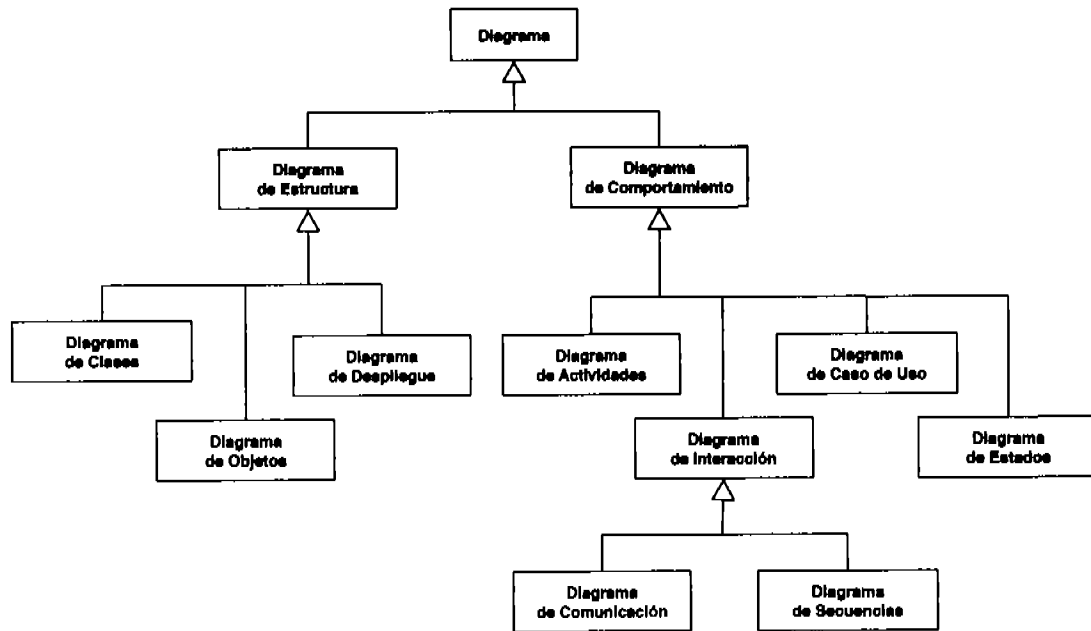 Diagrama
Diagrama
de Estructura
Diagrama
de Comportamiento
Diagrama
de Clases
Diagrama
de Despliegue
Diagrama
de Objetos
Diagrama
de Actividades
Diagrama
de Caso de Uso
Diagrama
de Interacción
Diagrama
de Estados
Diagrama
de Comunicación
Diagrama
de Secuencias